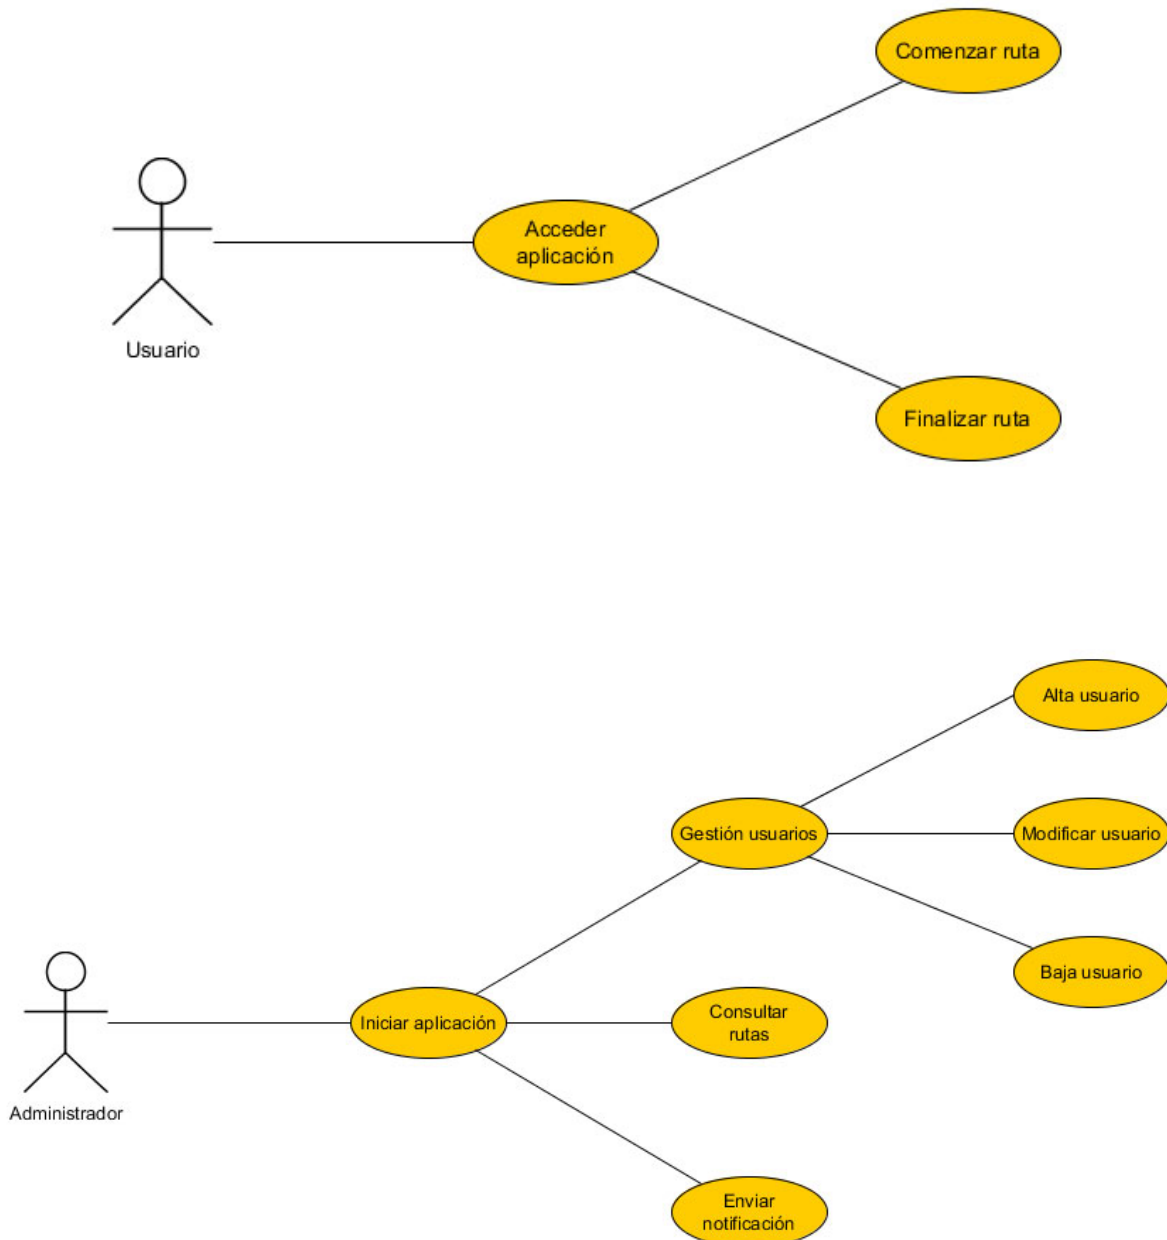 Comenzar ruta
Acceder
aplicación
Usuario
Finalizar ruta
Alta usuario
Gestión usuarios
Modificar usuario
Baja usuario
Iniciar aplicación
Consultar
rutas
Administrador
Enviar
notificación